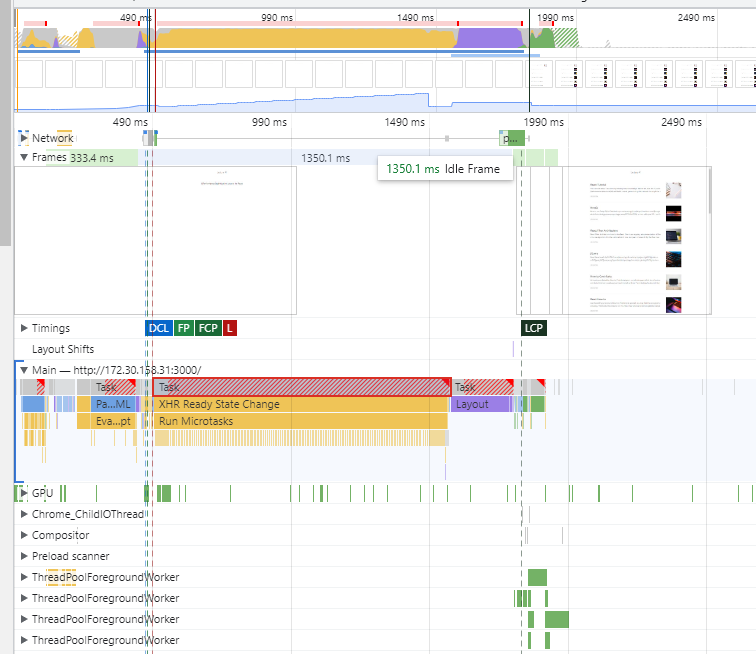 490 ms 990 ms 1490 ms 1990 ms 2490 ms
490 ms 990 ms 1490 ms 1990 ms 2490 ms
Network p...
Frames 333.4 ms 1350.1 ms
1350.1 ms Idle Frame
Timings DCL FP FCP L LCP
Layout Shifts
Main — http://172.30.158.31:3000/
Task Task Task
Pa...ML XHR Ready State Change Layout
Eva...pt Run Microtasks
GPU
Chrome_ChildIOThread
Compositor
Preload scanner
ThreadPoolForegroundWorker
ThreadPoolForegroundWorker
ThreadPoolForegroundWorker
ThreadPoolForegroundWorker